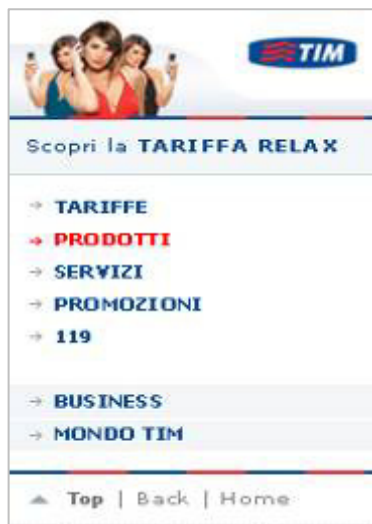 TIM
Scopri la TARIFFA RELAX
TARIFFE
PRODOTTI
SERVIZI
PROMOZIONI
119
BUSINESS
MONDO TIM
Top | Back | Home